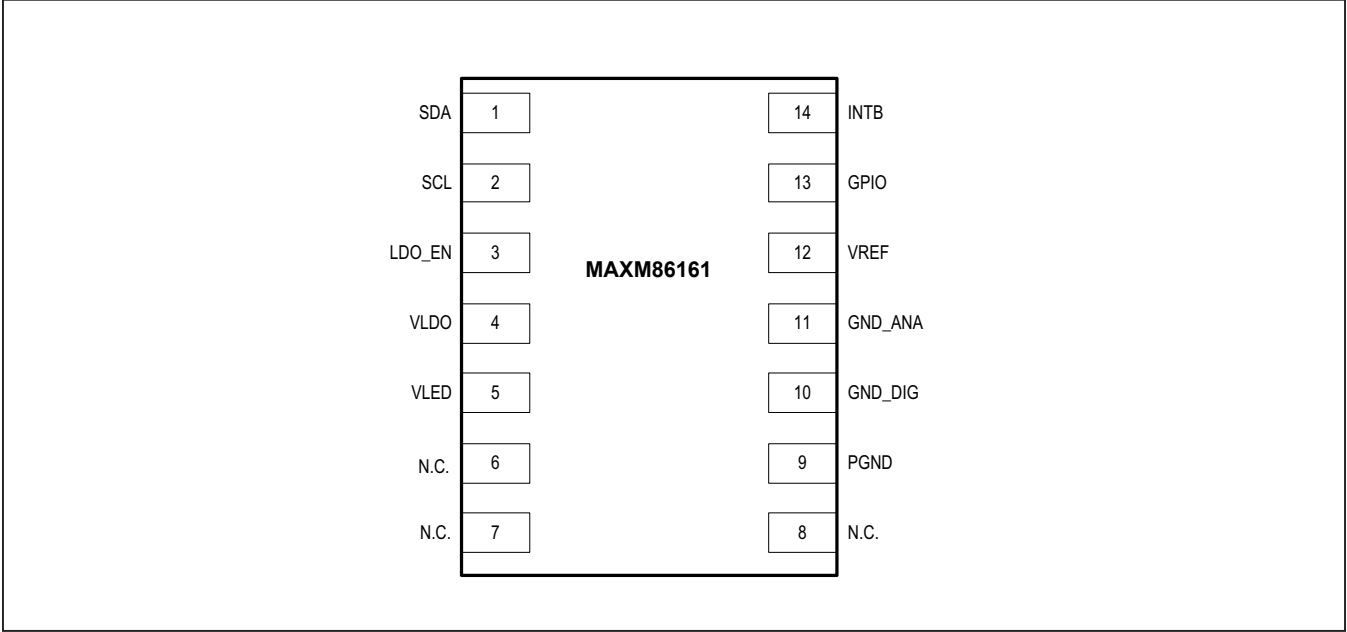 SDA 1 14 INTB
SCL 2 13 GPIO
LDO_EN 3 12 VREF
MAXM86161
VLDO 4 11 GND_ANA
VLED 5 10 GND_DIG
N.C. 6 9 PGND
N.C. 7 8 N.C.